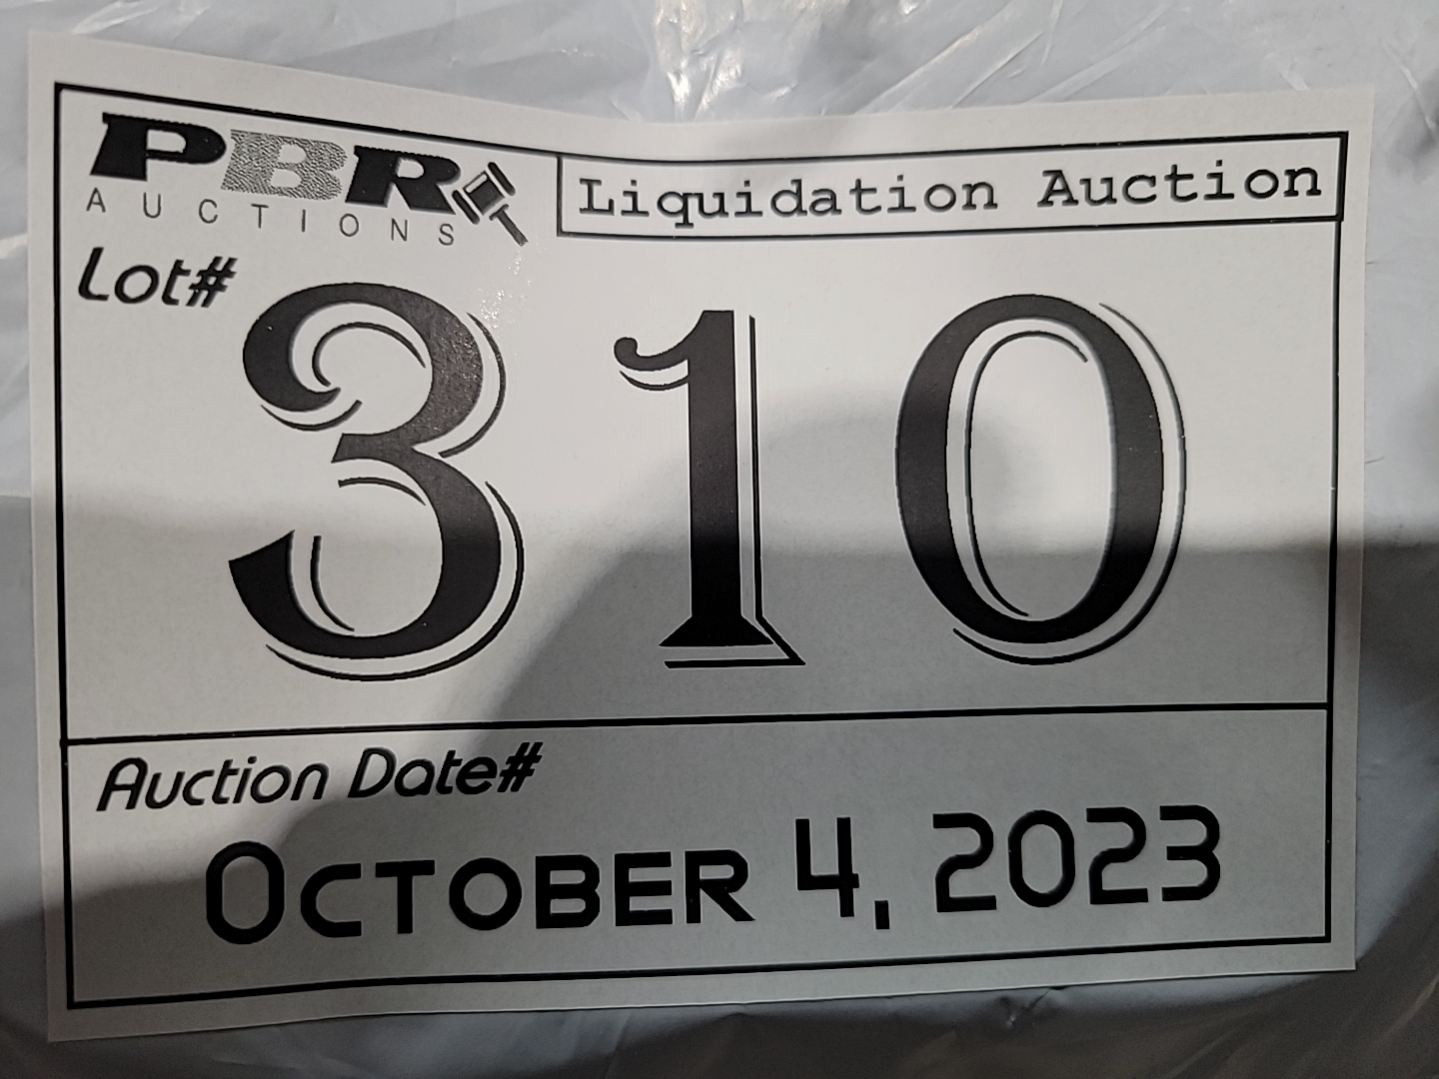 PBR
AUCTIONS
Liquidation Auction
Lot#
310
Auction Date#
October 4, 2023